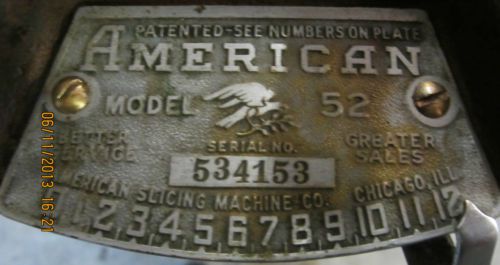 PATENTED-SEE NUMBERS ON PLATE
AMERICAN
MODEL 52
BETTER SERVICE
SERIAL NO.
GREATER SALES
534153
AMERICAN SLICING MACHINE CO. CHICAGO, ILL.
1 2 3 4 5 6 7 8 9 10 11 12
06/11/2013 16:21